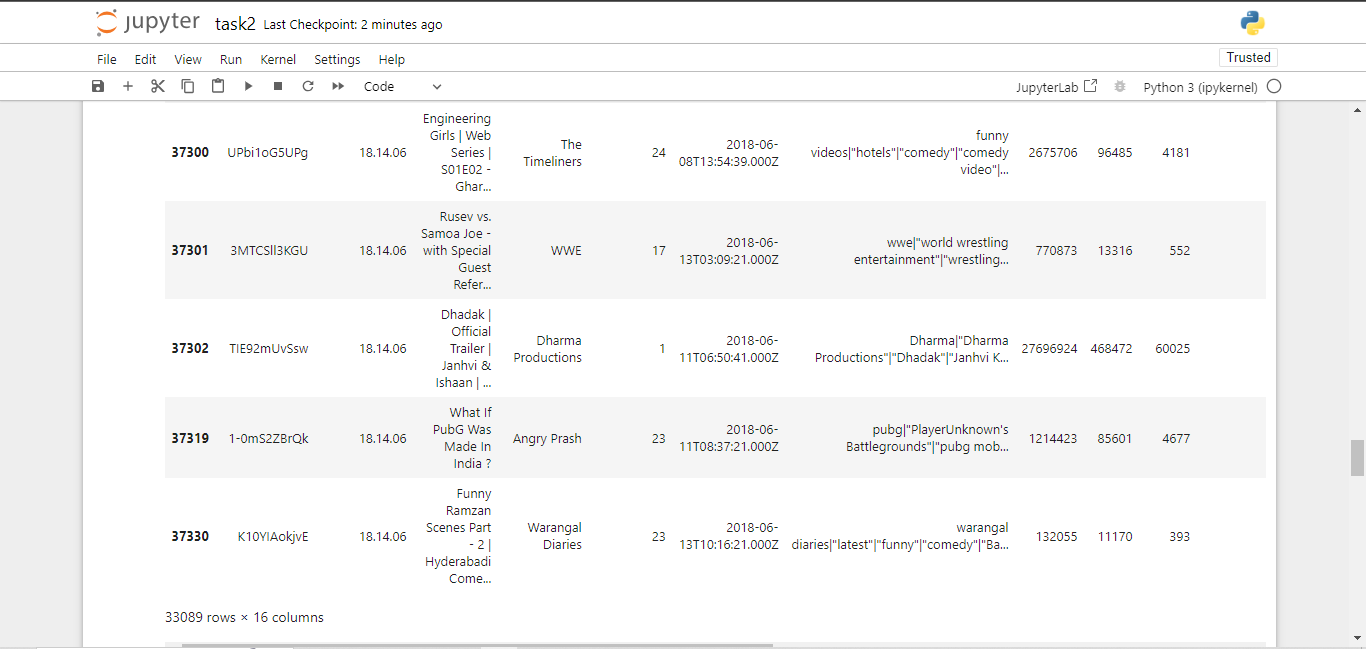 jupyter task2 Last Checkpoint: 2 minutes ago
File Edit View Run Kernel Settings Help
Trusted
Code
JupyterLab
Python 3 (ipykernel)
37300 UPbi1oG5UPg 18.14.06 Engineering Girls | Web Series | S01E02 - Ghar... The Timeliners 24 2018-06-08T13:54:39.000Z funny videos|"hotels"|"comedy"|"comedy video"|... 2675706 96485 4181
37301 3MTCSll3KGU 18.14.06 Rusev vs. Samoa Joe - with Special Guest Refer... WWE 17 2018-06-13T03:09:21.000Z wwe|"world wrestling entertainment"|"wrestling... 770873 13316 552
37302 TIE92mUvSsw 18.14.06 Dhadak | Official Trailer | Janhvi & Ishaan | ... Dharma Productions 1 2018-06-11T06:50:41.000Z Dharma|"Dharma Productions"|"Dhadak"|"Janhvi K... 27696924 468472 60025
37319 1-0mS2ZBrQk 18.14.06 What If PubG Was Made In India ? Angry Prash 23 2018-06-11T08:37:21.000Z pubg|"PlayerUnknown's Battlegrounds"|"pubg mob... 1214423 85601 4677
37330 K10YIAokjvE 18.14.06 Funny Ramzan Scenes Part - 2 | Hyderabadi Come... Warangal Diaries 23 2018-06-13T10:16:21.000Z warangal diaries|"latest"|"funny"|"comedy"|"Ba... 132055 11170 393
33089 rows × 16 columns